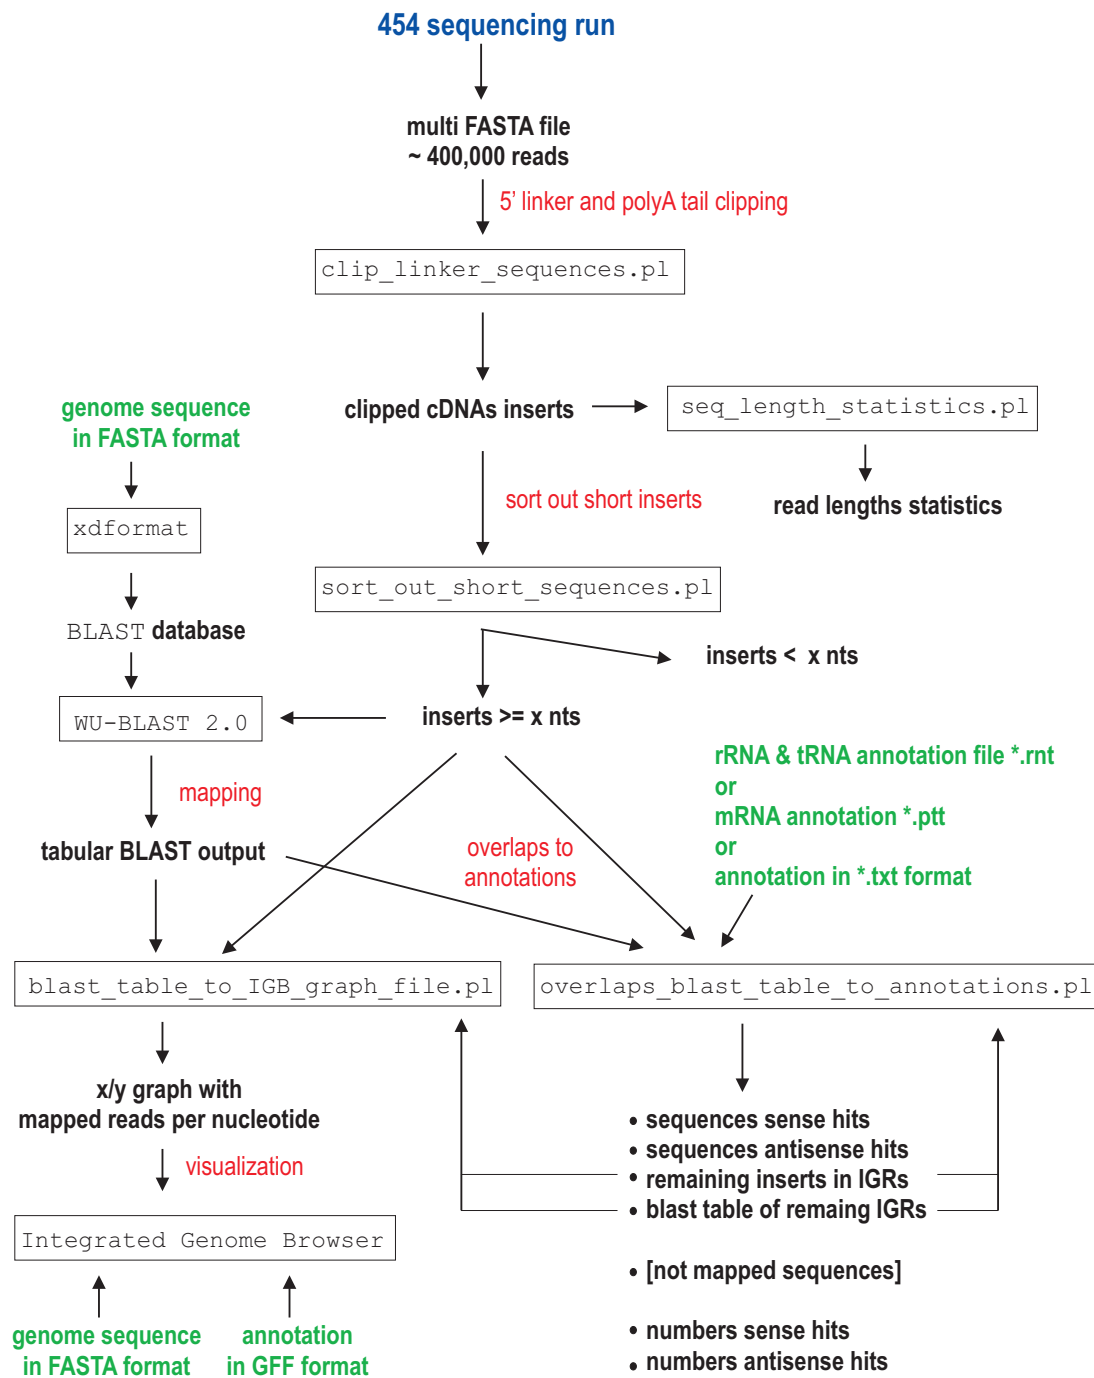 454 sequencing run
multi FASTA file
~ 400,000 reads
5' linker and polyA tail clipping
clip_linker_sequences.pl
genome sequence
in FASTA format
clipped cDNAs inserts
seq_length_statistics.pl
xdformat
sort out short inserts
read lengths statistics
sort_out_short_sequences.pl
BLAST database
inserts < x nts
WU-BLAST 2.0
inserts >= x nts
rRNA & tRNA annotation file *.rnt
or
mRNA annotation *.ptt
or
annotation in *.txt format
mapping
tabular BLAST output
overlaps to
annotations
blast_table_to_IGB_graph_file.pl
overlaps_blast_table_to_annotations.pl
x/y graph with
mapped reads per nucleotide
visualization
• sequences sense hits
• sequences antisense hits
• remaining inserts in IGRs
• blast table of remaing IGRs
• [not mapped sequences]
• numbers sense hits
• numbers antisense hits
Integrated Genome Browser
genome sequence
in FASTA format
annotation
in GFF format